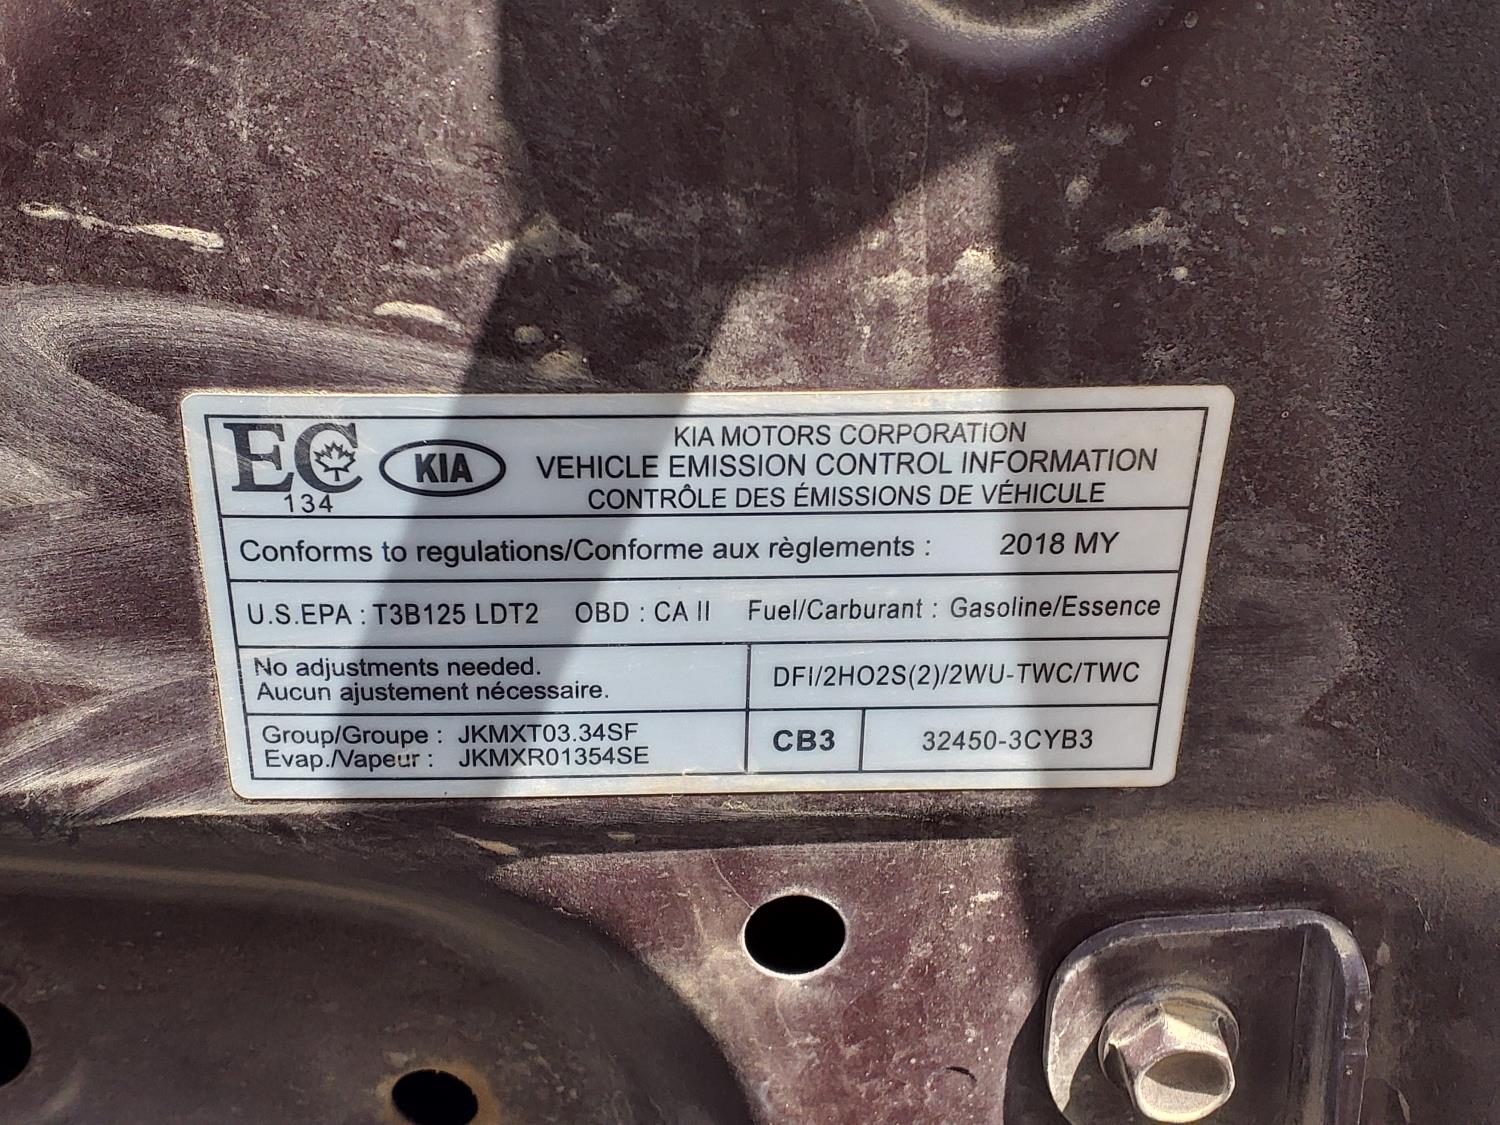 EC
134
KIA
KIA MOTORS CORPORATION
VEHICLE EMISSION CONTROL INFORMATION
CONTRÔLE DES ÉMISSIONS DE VÉHICULE
Conforms to regulations/Conforme aux règlements : 2018 MY
U.S.EPA : T3B125 LDT2 OBD : CA II Fuel/Carburant : Gasoline/Essence
No adjustments needed.
Aucun ajustement nécessaire.
DFI/2HO2S(2)/2WU-TWC/TWC
Group/Groupe : JKMXT03.34SF
Evap./Vapeur : JKMXR01354SE
CB3
32450-3CYB3